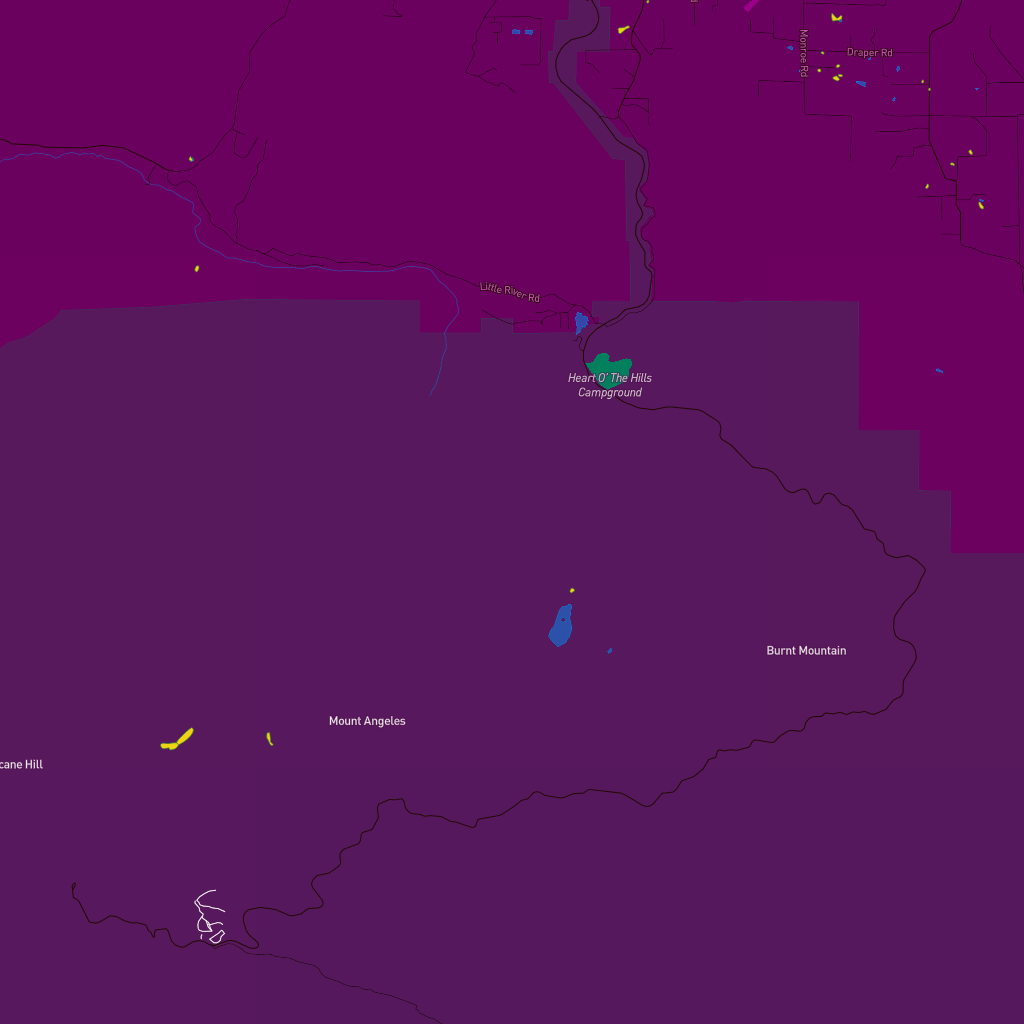 Monroe Rd
Draper Rd
Little River Rd
Heart O' The Hills
Campground
Burnt Mountain
Mount Angeles
cane Hill